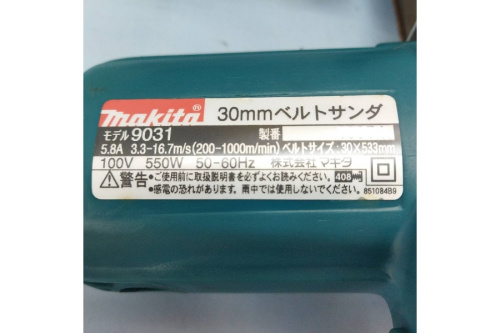 makita® 30mmベルトサンダ
モデル9031 製番
5.8A 3.3-16.7m/s(200-1000m/min) ベルトサイズ:30×533mm
100V 550W 50-60Hz 株式会社マキタ
警告 •ご使用前に取扱説明書を必ずよくお読みください。 408
•感電の恐れがあります。雨中では使用しないでください。
851084B9